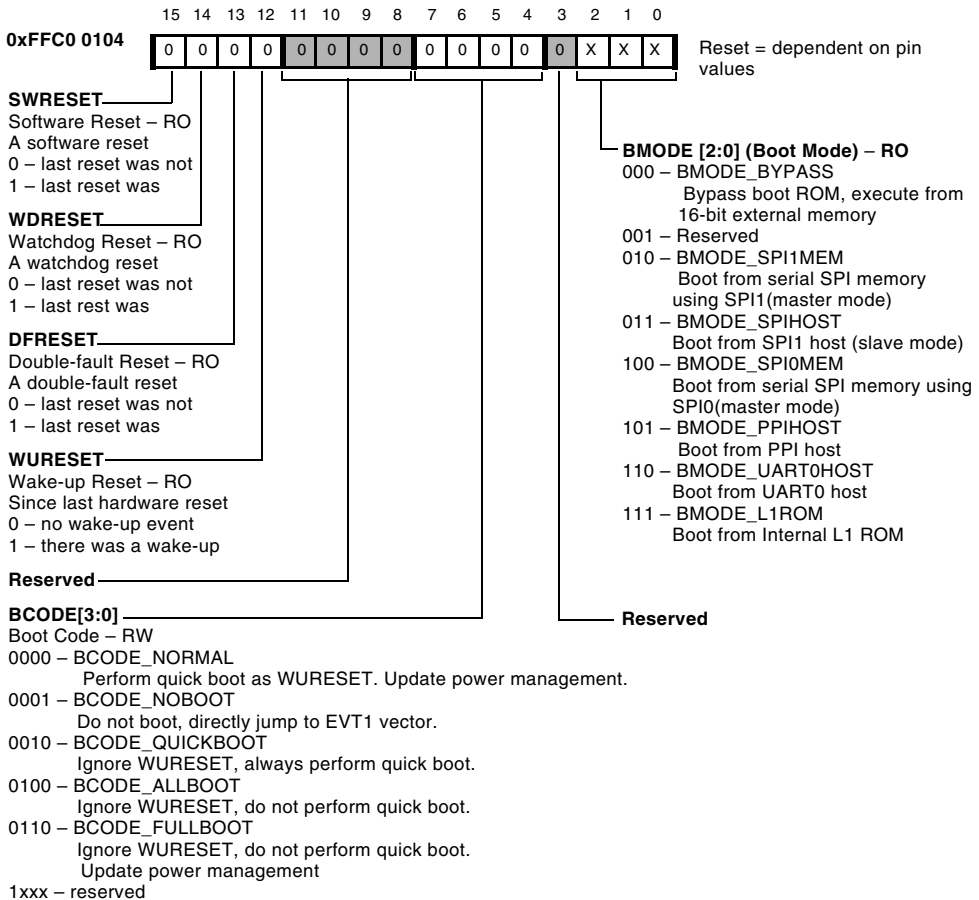 15 14 13 12 11 10 9 8 7 6 5 4 3 2 1 0
0xFFC0 0104
0 0 0 0 0 0 0 0 0 0 0 0 0 X X X
Reset = dependent on pin
values
SWRESET
Software Reset – RO
A software reset
0 – last reset was not
1 – last reset was
WDRESET
Watchdog Reset – RO
A watchdog reset
0 – last reset was not
1 – last rest was
DFRESET
Double-fault Reset – RO
A double-fault reset
0 – last reset was not
1 – last reset was
WURESET
Wake-up Reset – RO
Since last hardware reset
0 – no wake-up event
1 – there was a wake-up
Reserved
BCODE[3:0]
Boot Code – RW
0000 – BCODE_NORMAL
Perform quick boot as WURESET. Update power management.
0001 – BCODE_NOBOOT
Do not boot, directly jump to EVT1 vector.
0010 – BCODE_QUICKBOOT
Ignore WURESET, always perform quick boot.
0100 – BCODE_ALLBOOT
Ignore WURESET, do not perform quick boot.
0110 – BCODE_FULLBOOT
Ignore WURESET, do not perform quick boot.
Update power management
1xxx – reserved
BMODE [2:0] (Boot Mode) – RO
000 – BMODE_BYPASS
Bypass boot ROM, execute from
16-bit external memory
001 – Reserved
010 – BMODE_SPI1MEM
Boot from serial SPI memory
using SPI1(master mode)
011 – BMODE_SPIHOST
Boot from SPI1 host (slave mode)
100 – BMODE_SPI0MEM
Boot from serial SPI memory using
SPI0(master mode)
101 – BMODE_PPIHOST
Boot from PPI host
110 – BMODE_UART0HOST
Boot from UART0 host
111 – BMODE_L1ROM
Boot from Internal L1 ROM
Reserved